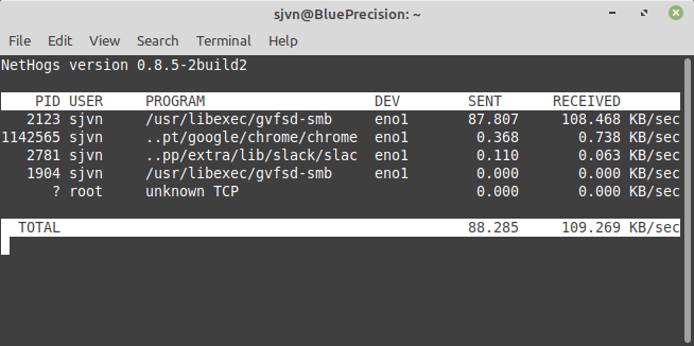 sjvn@BluePrecision: ~
File Edit View Search Terminal Help
NetHogs version 0.8.5-2build2
PID USER PROGRAM DEV SENT RECEIVED
2123 sjvn /usr/libexec/gvfsd-smb eno1 87.807 108.468 KB/sec
1142565 sjvn ..pt/google/chrome/chrome eno1 0.368 0.738 KB/sec
2781 sjvn ..pp/extra/lib/slack/slac eno1 0.110 0.063 KB/sec
1904 sjvn /usr/libexec/gvfsd-smb eno1 0.000 0.000 KB/sec
? root unknown TCP 0.000 0.000 KB/sec
TOTAL 88.285 109.269 KB/sec